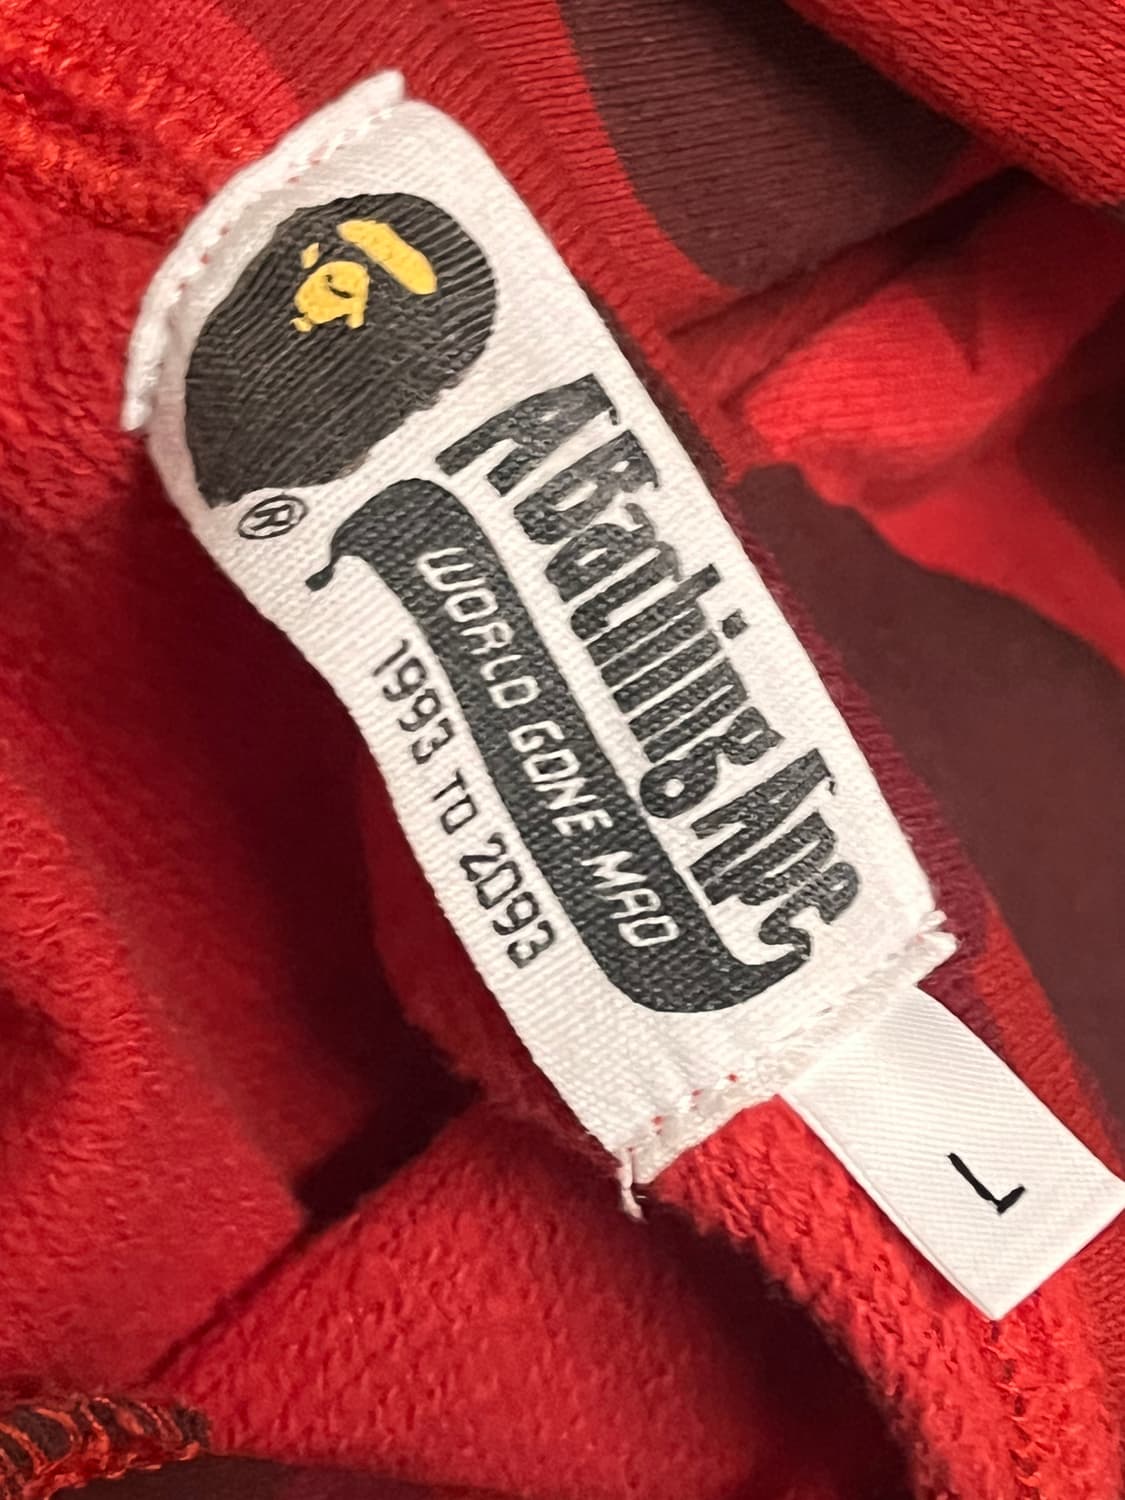 ®
A Bathing Ape
WORLD GONE MAD
1993 TO 2093
L